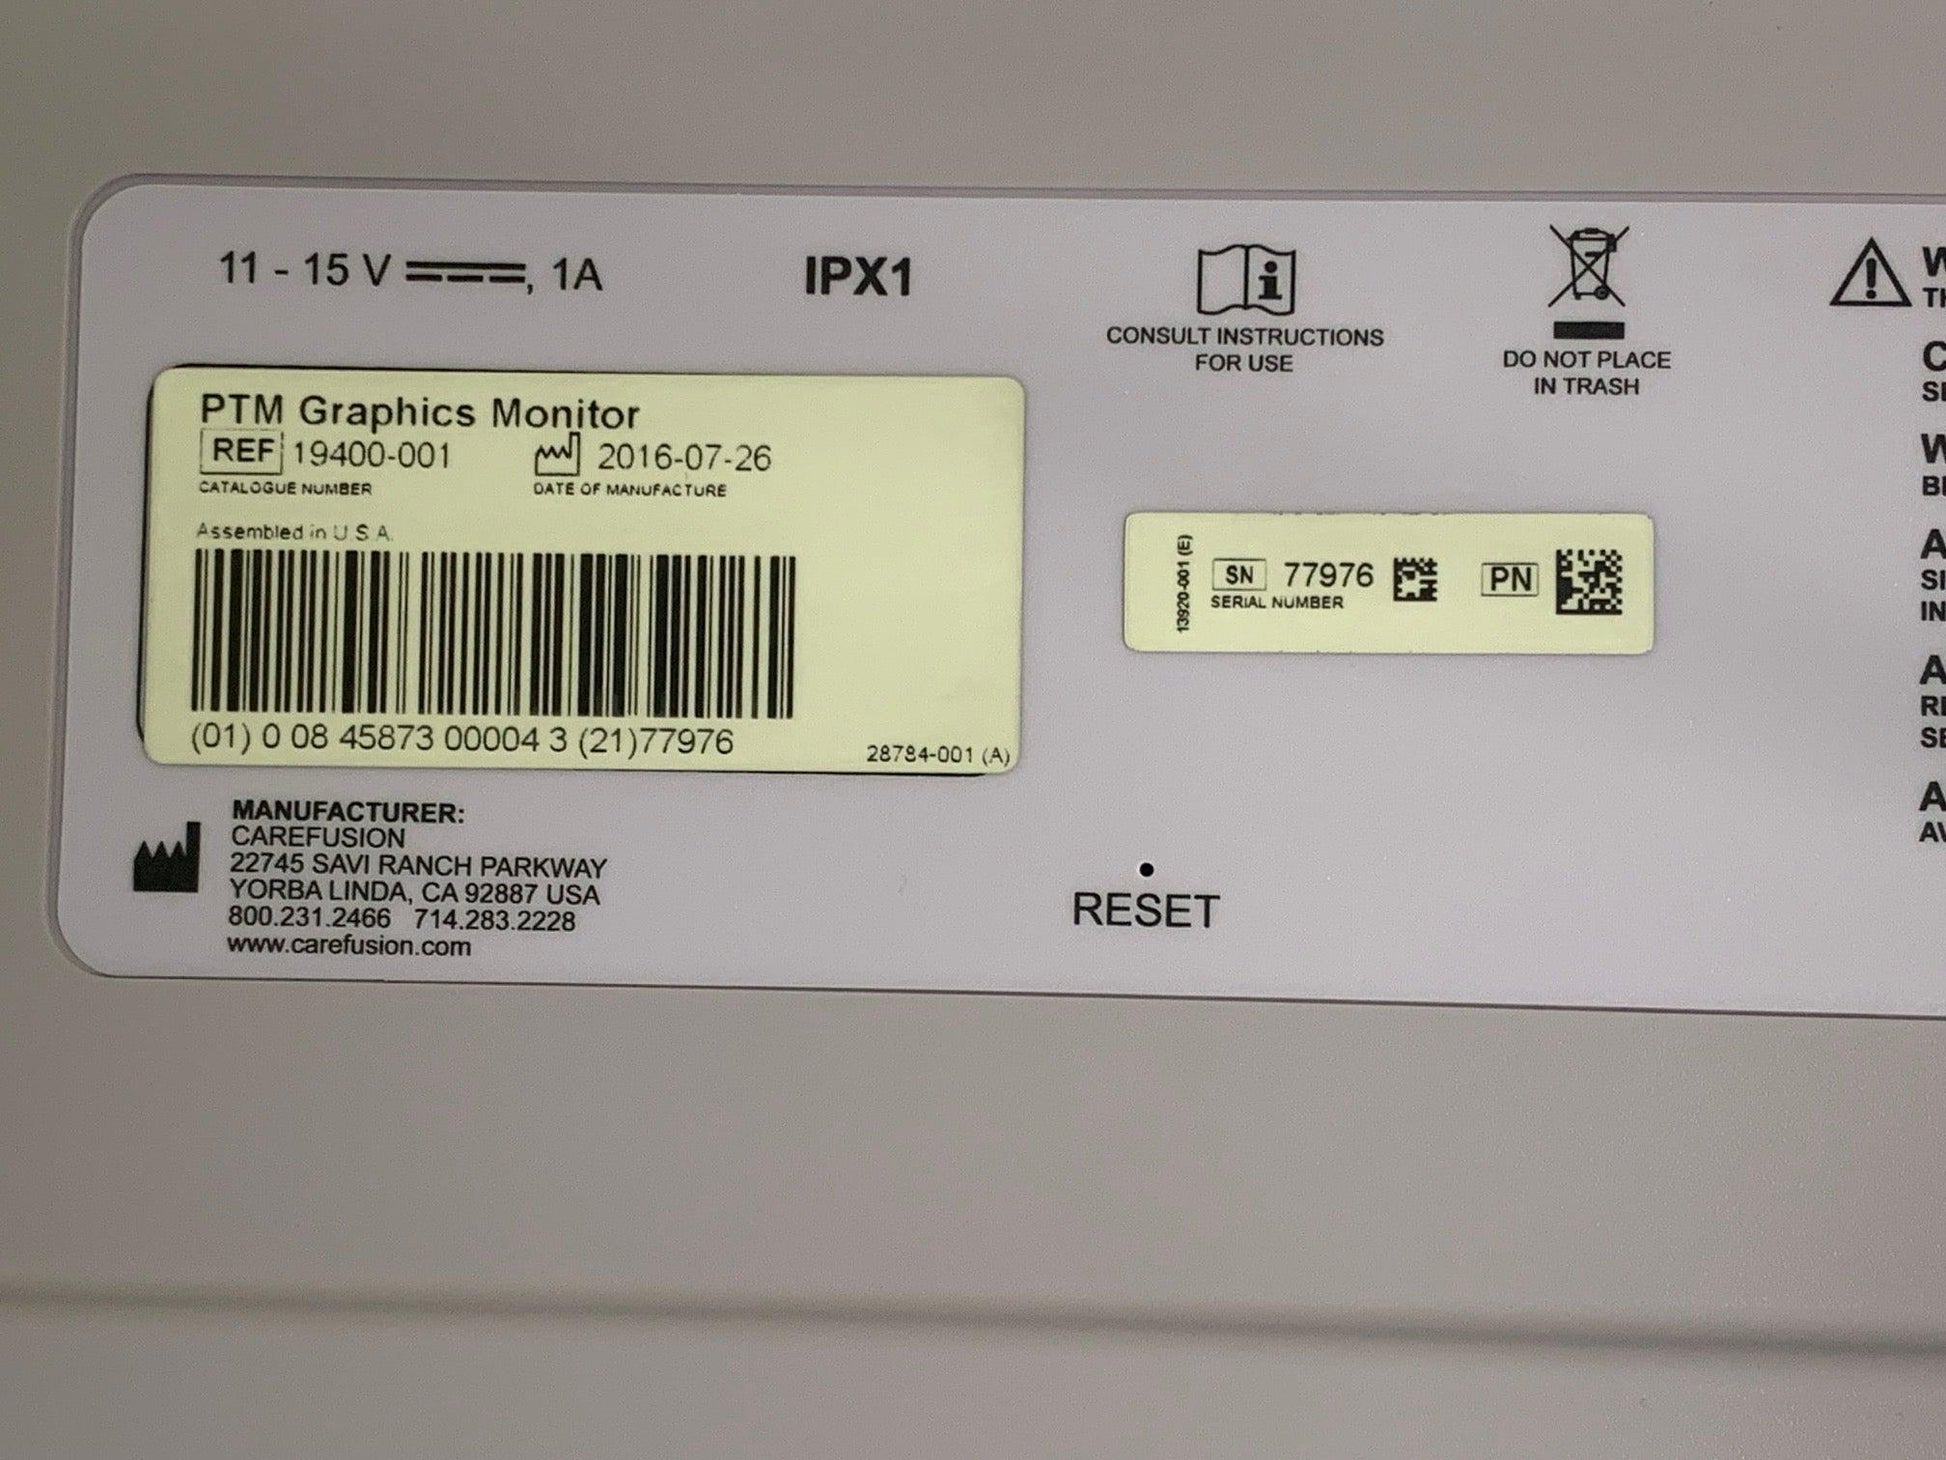 11 - 15 V, 1A
IPX1
CONSULT INSTRUCTIONS
FOR USE
DO NOT PLACE
IN TRASH
PTM Graphics Monitor
REF 19400-001
CATALOGUE NUMBER
2016-07-26
DATE OF MANUFACTURE
Assembled in U.S.A.
(01) 0 08 45873 00004 3 (21)77976
28784-001 (A)
13920-001 (E)
SN 77976
SERIAL NUMBER
PN
MANUFACTURER:
CAREFUSION
22745 SAVI RANCH PARKWAY
YORBA LINDA, CA 92887 USA
800.231.2466 714.283.2228
www.carefusion.com
RESET